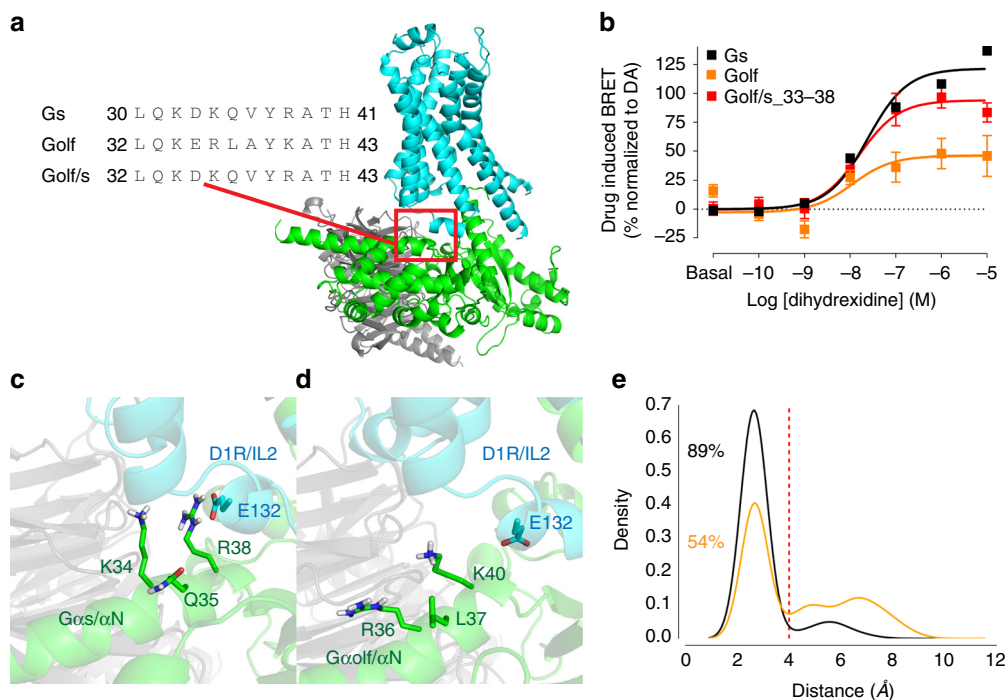 a
Gs 30 L Q K D K Q V Y R A T H 41
Golf 32 L Q K E R L A Y K A T H 43
Golf/s 32 L Q K D K Q V Y K A T H 43
b
Gs
Golf
Golf/s_33–38
Drug induced BRET
(% normalized to DA)
125
100
75
50
25
0
−25
Basal −10 −9 −8 −7 −6 −5
Log [dihydrexidine] (M)
c
D1R/IL2
E132
R38
K34
Q35
Gαs/αN
d
D1R/IL2
E132
K40
L37
R36
Gαolf/αN
e
Density
0.7
0.6
0.5
0.4
0.3
0.2
0.1
0.0
89%
54%
0 2 4 6 8 10 12
Distance (Å)